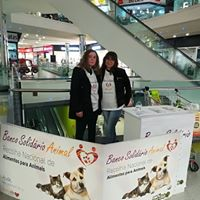 Banco Solidário Animal
Recolha Nacional de
Alimentos para Animais
Banco Solidário Animal
Recolha Nacional de
Alimentos para Animais